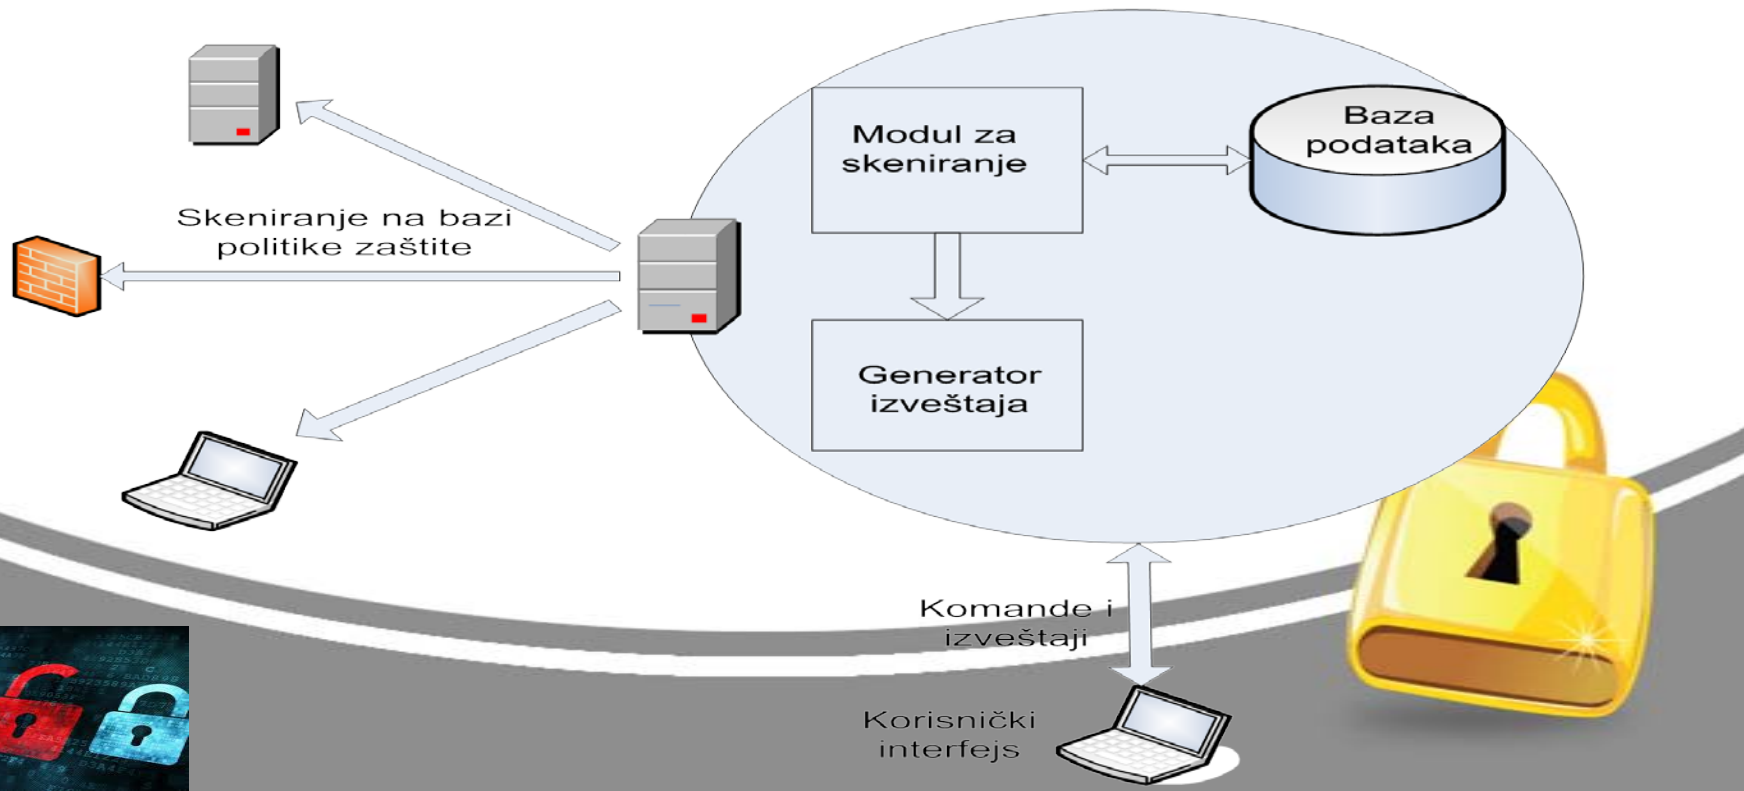 Modul za
skeniranje
Baza
podataka
Skeniranje na bazi
politike zaštite
Generator
izveštaja
Komande i
izveštaji
Korisnički
interfejs